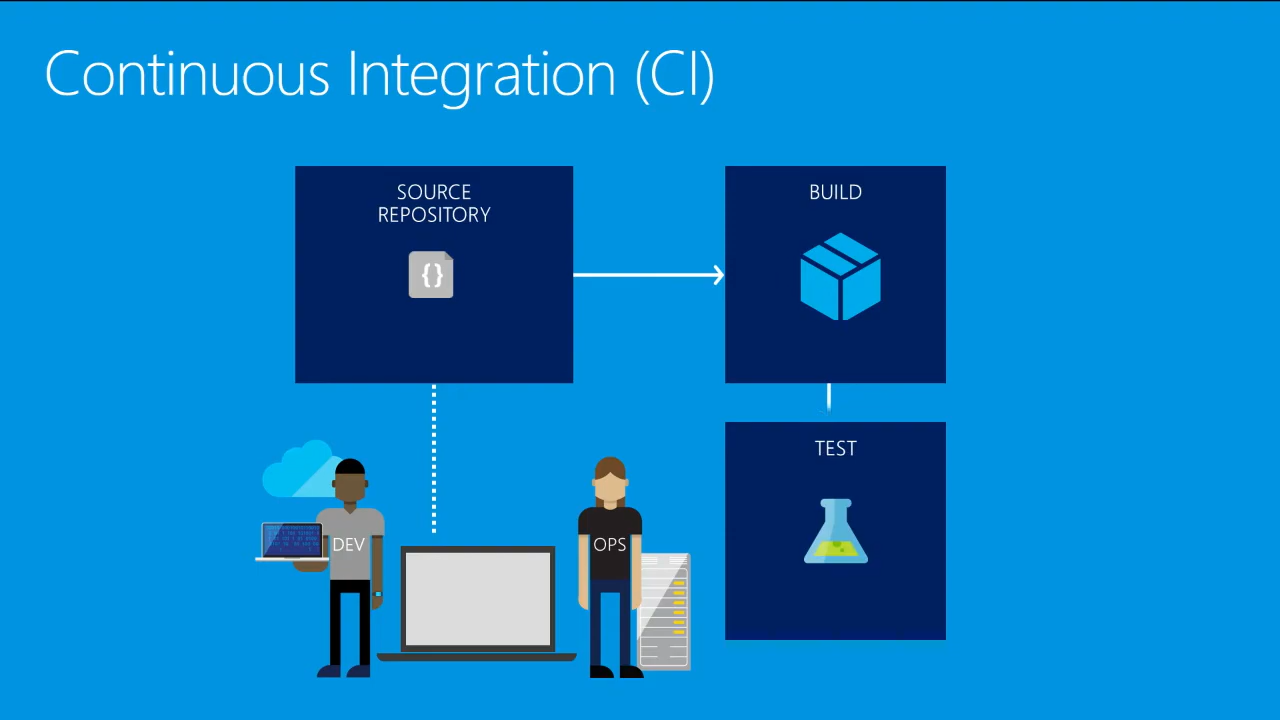 Continuous Integration (CI)
SOURCE
REPOSITORY
{}
BUILD
TEST
DEV
OPS